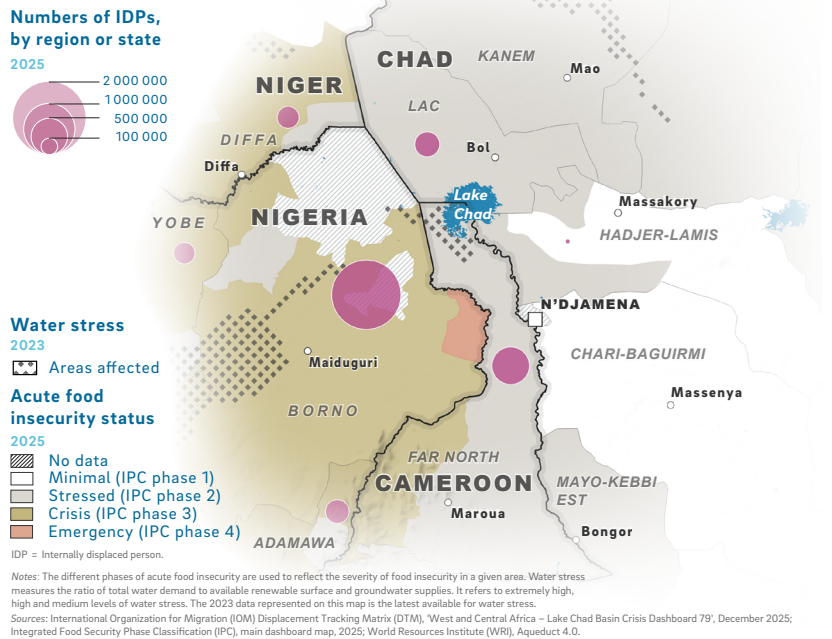 Numbers of IDPs,
by region or state
2025
2 000 000
1 000 000
500 000
100 000
CHAD
KANEM
Mao
NIGER
LAC
DIFFA
Bol
Diffa
Lake
Chad
Massakory
YOBE
NIGERIA
HADJER-LAMIS
N'DJAMENA
Water stress
2023
Areas affected
CHARI-BAGUIRMI
Maiduguri
Massenya
Acute food
insecurity status
2025
BORNO
No data
Minimal (IPC phase 1)
Stressed (IPC phase 2)
Crisis (IPC phase 3)
Emergency (IPC phase 4)
FAR NORTH
CAMEROON
MAYO-KEBBI
EST
Maroua
Bongor
ADAMAWA
IDP = Internally displaced person.
Notes: The different phases of acute food insecurity are used to reflect the severity of food insecurity in a given area. Water stress
measures the ratio of total water demand to available renewable surface and groundwater supplies. It refers to extremely high,
high and medium levels of water stress. The 2023 data represented on this map is the latest available for water stress.
Sources: International Organization for Migration (IOM) Displacement Tracking Matrix (DTM), 'West and Central Africa – Lake Chad Basin Crisis Dashboard 79', December 2025;
Integrated Food Security Phase Classification (IPC), main dashboard map, 2025; World Resources Institute (WRI), Aqueduct 4.0.